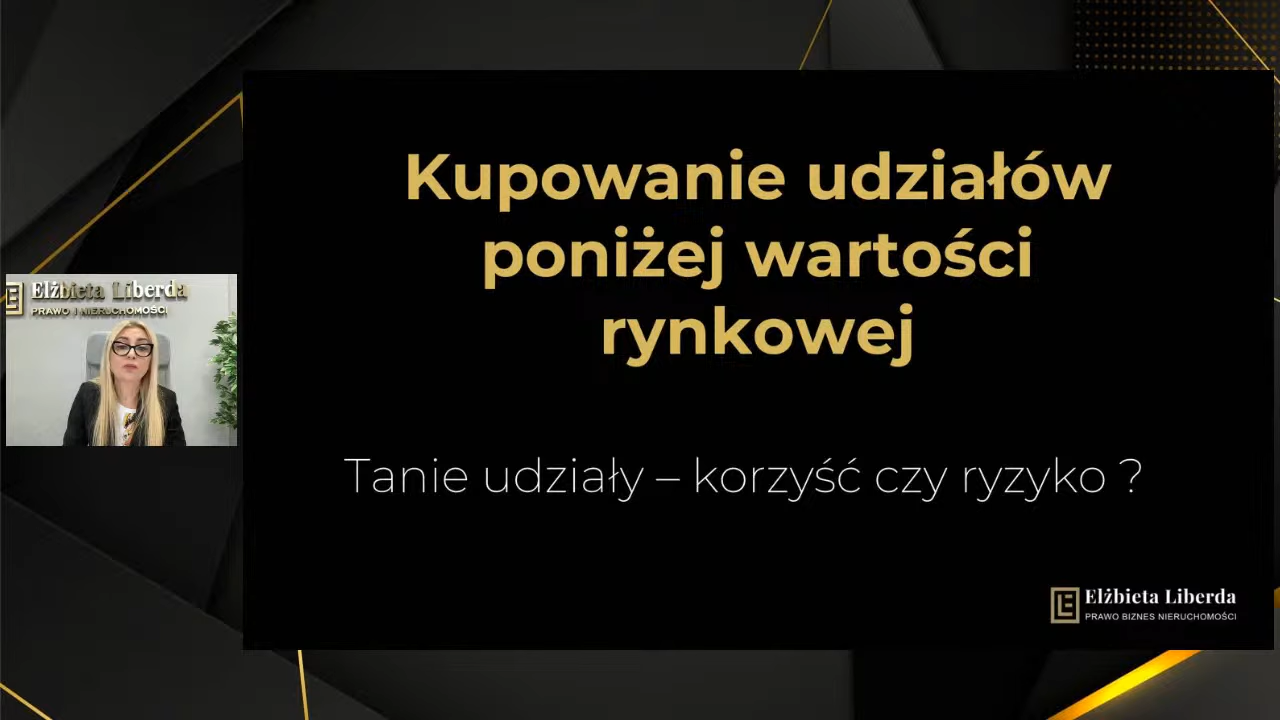 Kupowanie udziałów
poniżej wartości
rynkowej
Tanie udziały – korzyść czy ryzyko ?
Elżbieta Liberda
PRAWO I NIERUCHOMOŚCI
Elżbieta Liberda
PRAWO BIZNES NIERUCHOMOŚCI